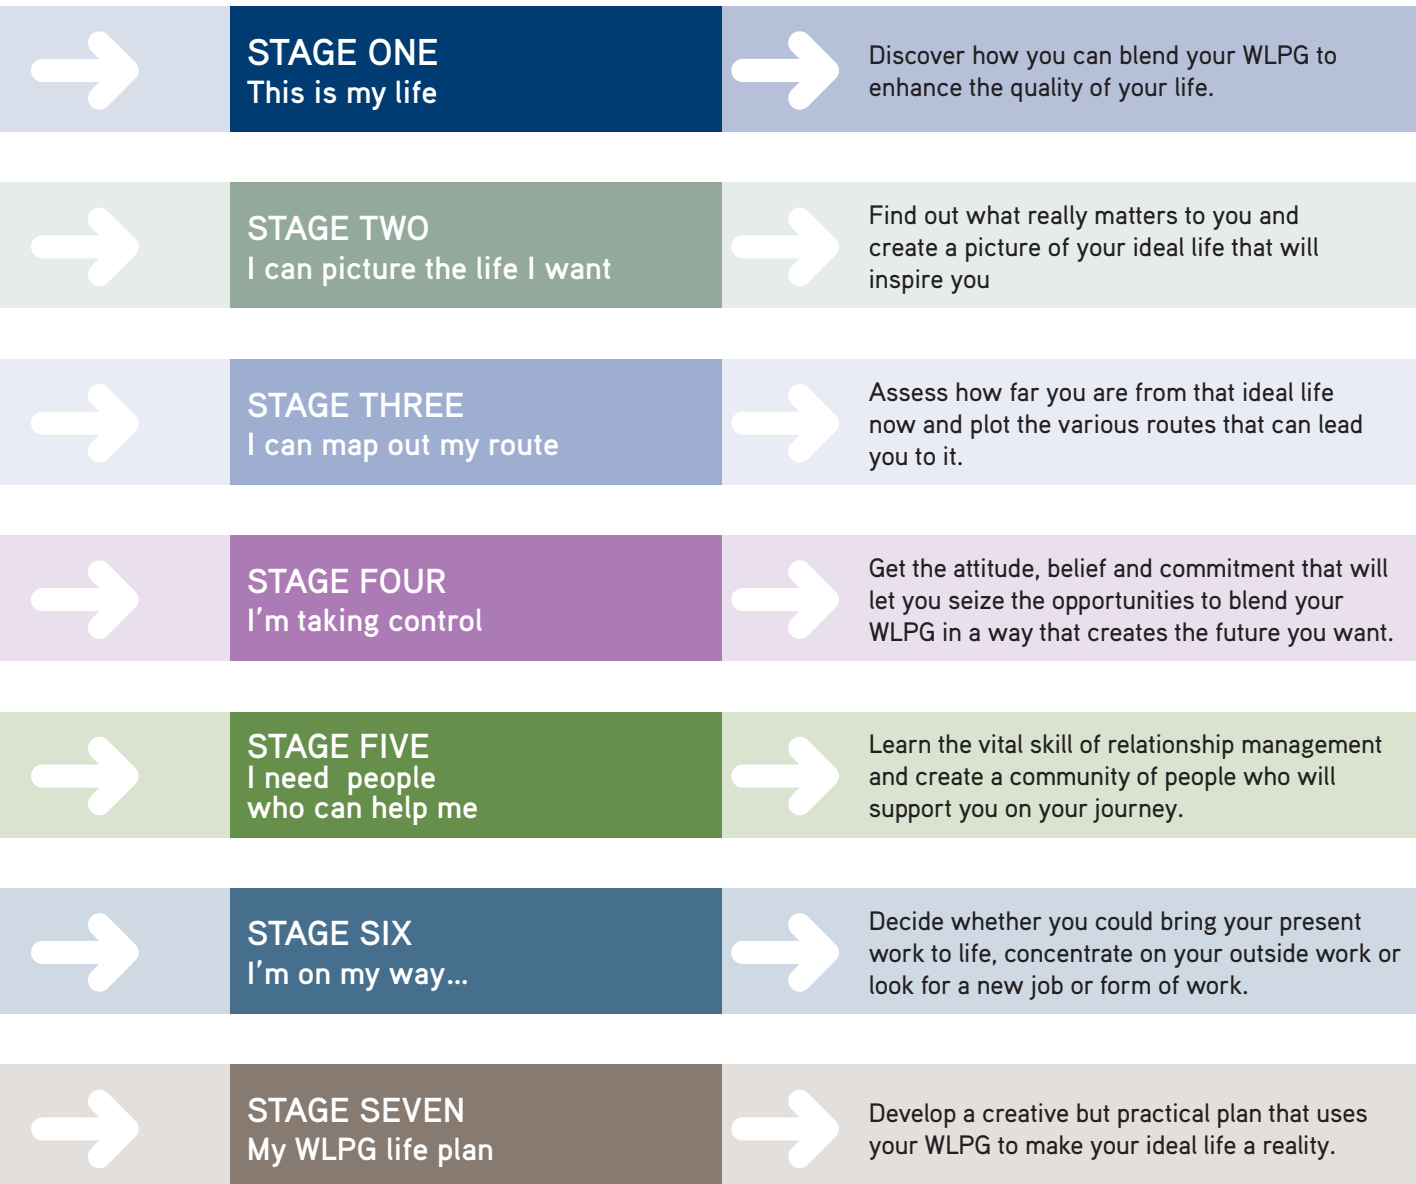 STAGE ONE
This is my life
Discover how you can blend your WLPG to
enhance the quality of your life.
STAGE TWO
I can picture the life I want
Find out what really matters to you and
create a picture of your ideal life that will
inspire you
STAGE THREE
I can map out my route
Assess how far you are from that ideal life
now and plot the various routes that can lead
you to it.
STAGE FOUR
I'm taking control
Get the attitude, belief and commitment that will
let you seize the opportunities to blend your
WLPG in a way that creates the future you want.
STAGE FIVE
I need  people
who can help me
Learn the vital skill of relationship management
and create a community of people who will
support you on your journey.
STAGE SIX
I'm on my way...
Decide whether you could bring your present
work to life, concentrate on your outside work or
look for a new job or form of work.
STAGE SEVEN
My WLPG life plan
Develop a creative but practical plan that uses
your WLPG to make your ideal life a reality.